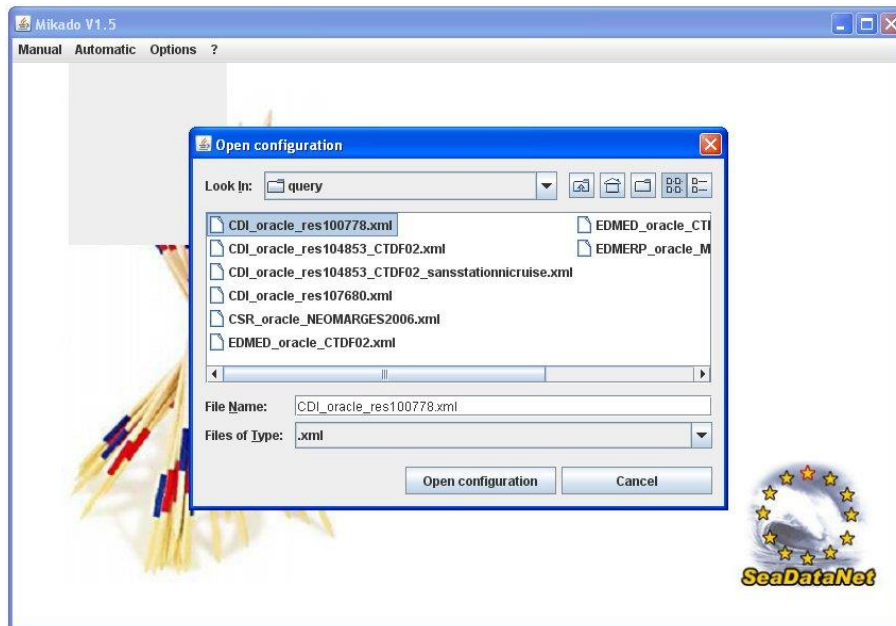 Mikado V1.5
Manual Automatic Options ?
Open configuration
Look In: query
CDI_oracle_res100778.xml
CDI_oracle_res104853_CTDF02.xml
CDI_oracle_res104853_CTDF02_sansstationnicruise.xml
CDI_oracle_res107680.xml
CSR_oracle_NEOMARGES2006.xml
EDMED_oracle_CTDF02.xml
EDMED_oracle_CTI
EDMERP_oracle_M
File Name: CDI_oracle_res100778.xml
Files of Type: .xml
Open configuration Cancel
SeaDataNet